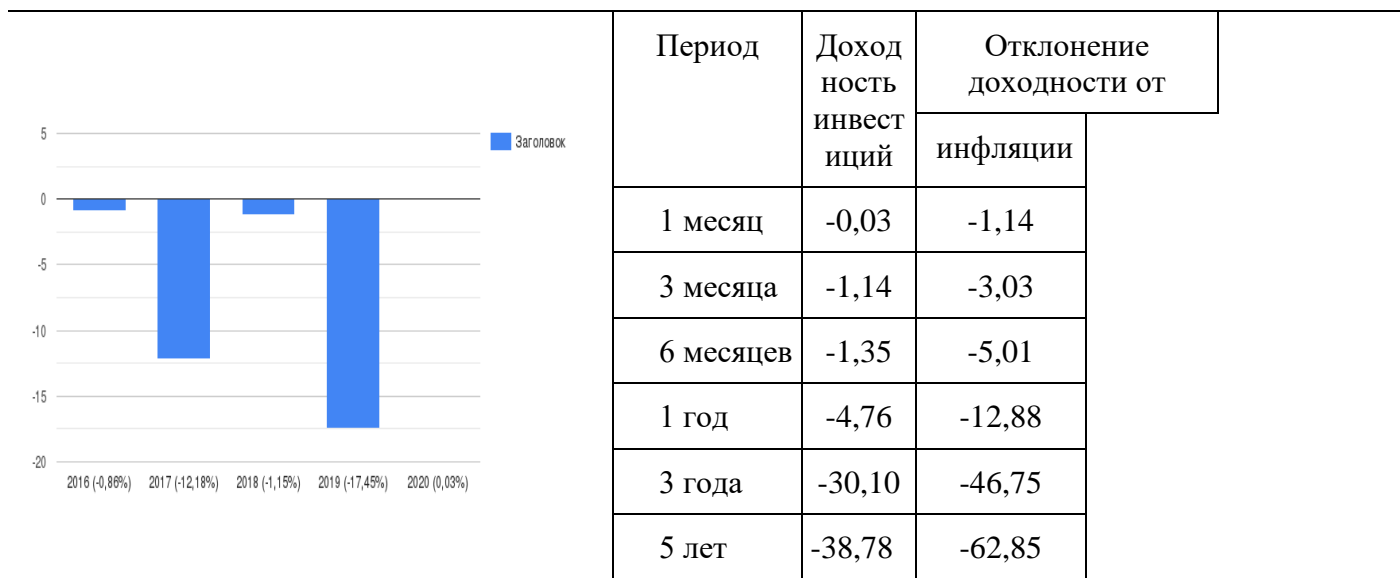 5
0
-5
-10
-15
-20
2016 (-0,86%) 2017 (-12,18%) 2018 (-1,15%) 2019 (-17,45%) 2020 (0,03%)
Заголовок
Период
Доход
ность
инвест
иций
Отклонение
доходности от
инфляции
1 месяц -0,03 -1,14
3 месяца -1,14 -3,03
6 месяцев -1,35 -5,01
1 год -4,76 -12,88
3 года -30,10 -46,75
5 лет -38,78 -62,85